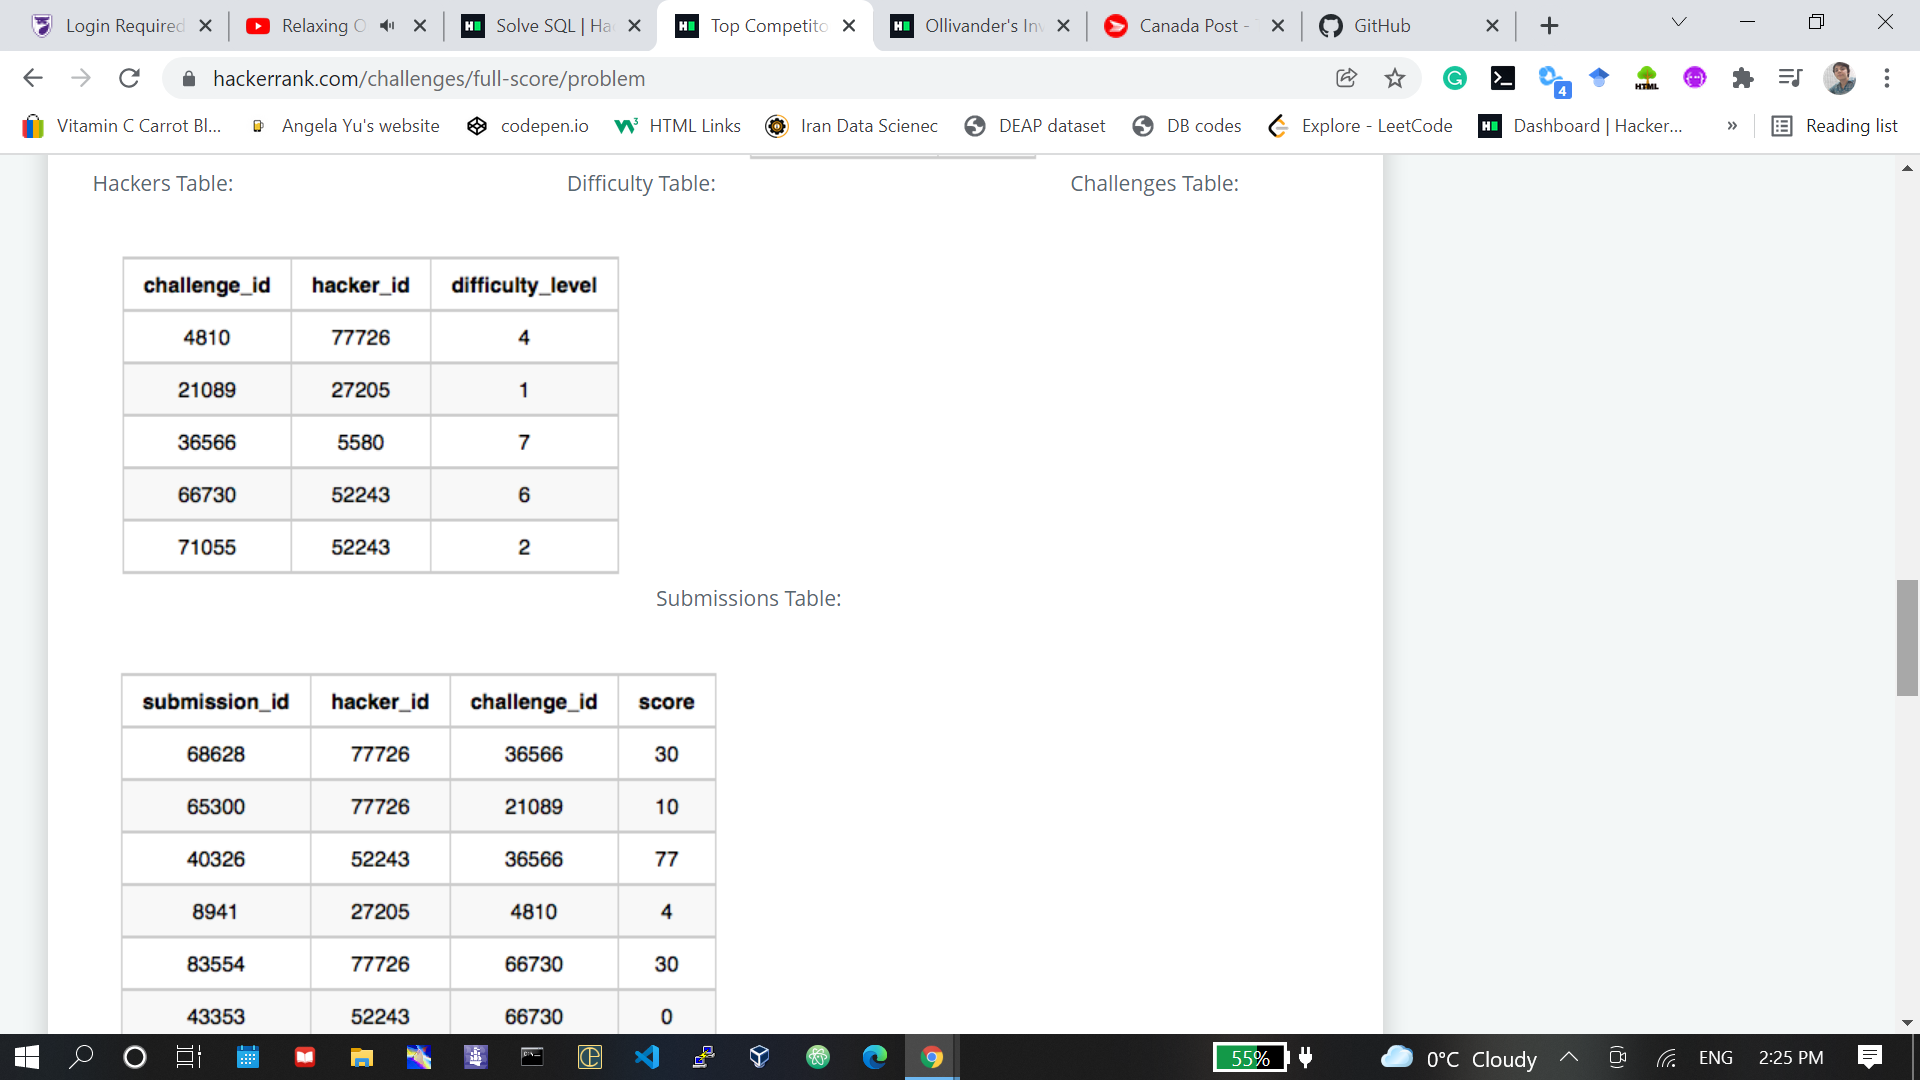 Login Required
Relaxing O
Solve SQL | Ha
Top Competito
Ollivander's Inv
Canada Post -
GitHub
hackerrank.com/challenges/full-score/problem
4
Vitamin C Carrot Bl...
Angela Yu's website
codepen.io
HTML Links
Iran Data Scienec
DEAP dataset
DB codes
Explore - LeetCode
Dashboard | Hacker...
»
Reading list
Hackers Table: Difficulty Table: Challenges Table:
challenge_id hacker_id difficulty_level
4810 77726 4
21089 27205 1
36566 5580 7
66730 52243 6
71055 52243 2
Submissions Table:
submission_id hacker_id challenge_id score
68628 77726 36566 30
65300 77726 21089 10
40326 52243 36566 77
8941 27205 4810 4
83554 77726 66730 30
43353 52243 66730 0
55%
0°C Cloudy
ENG
2:25 PM